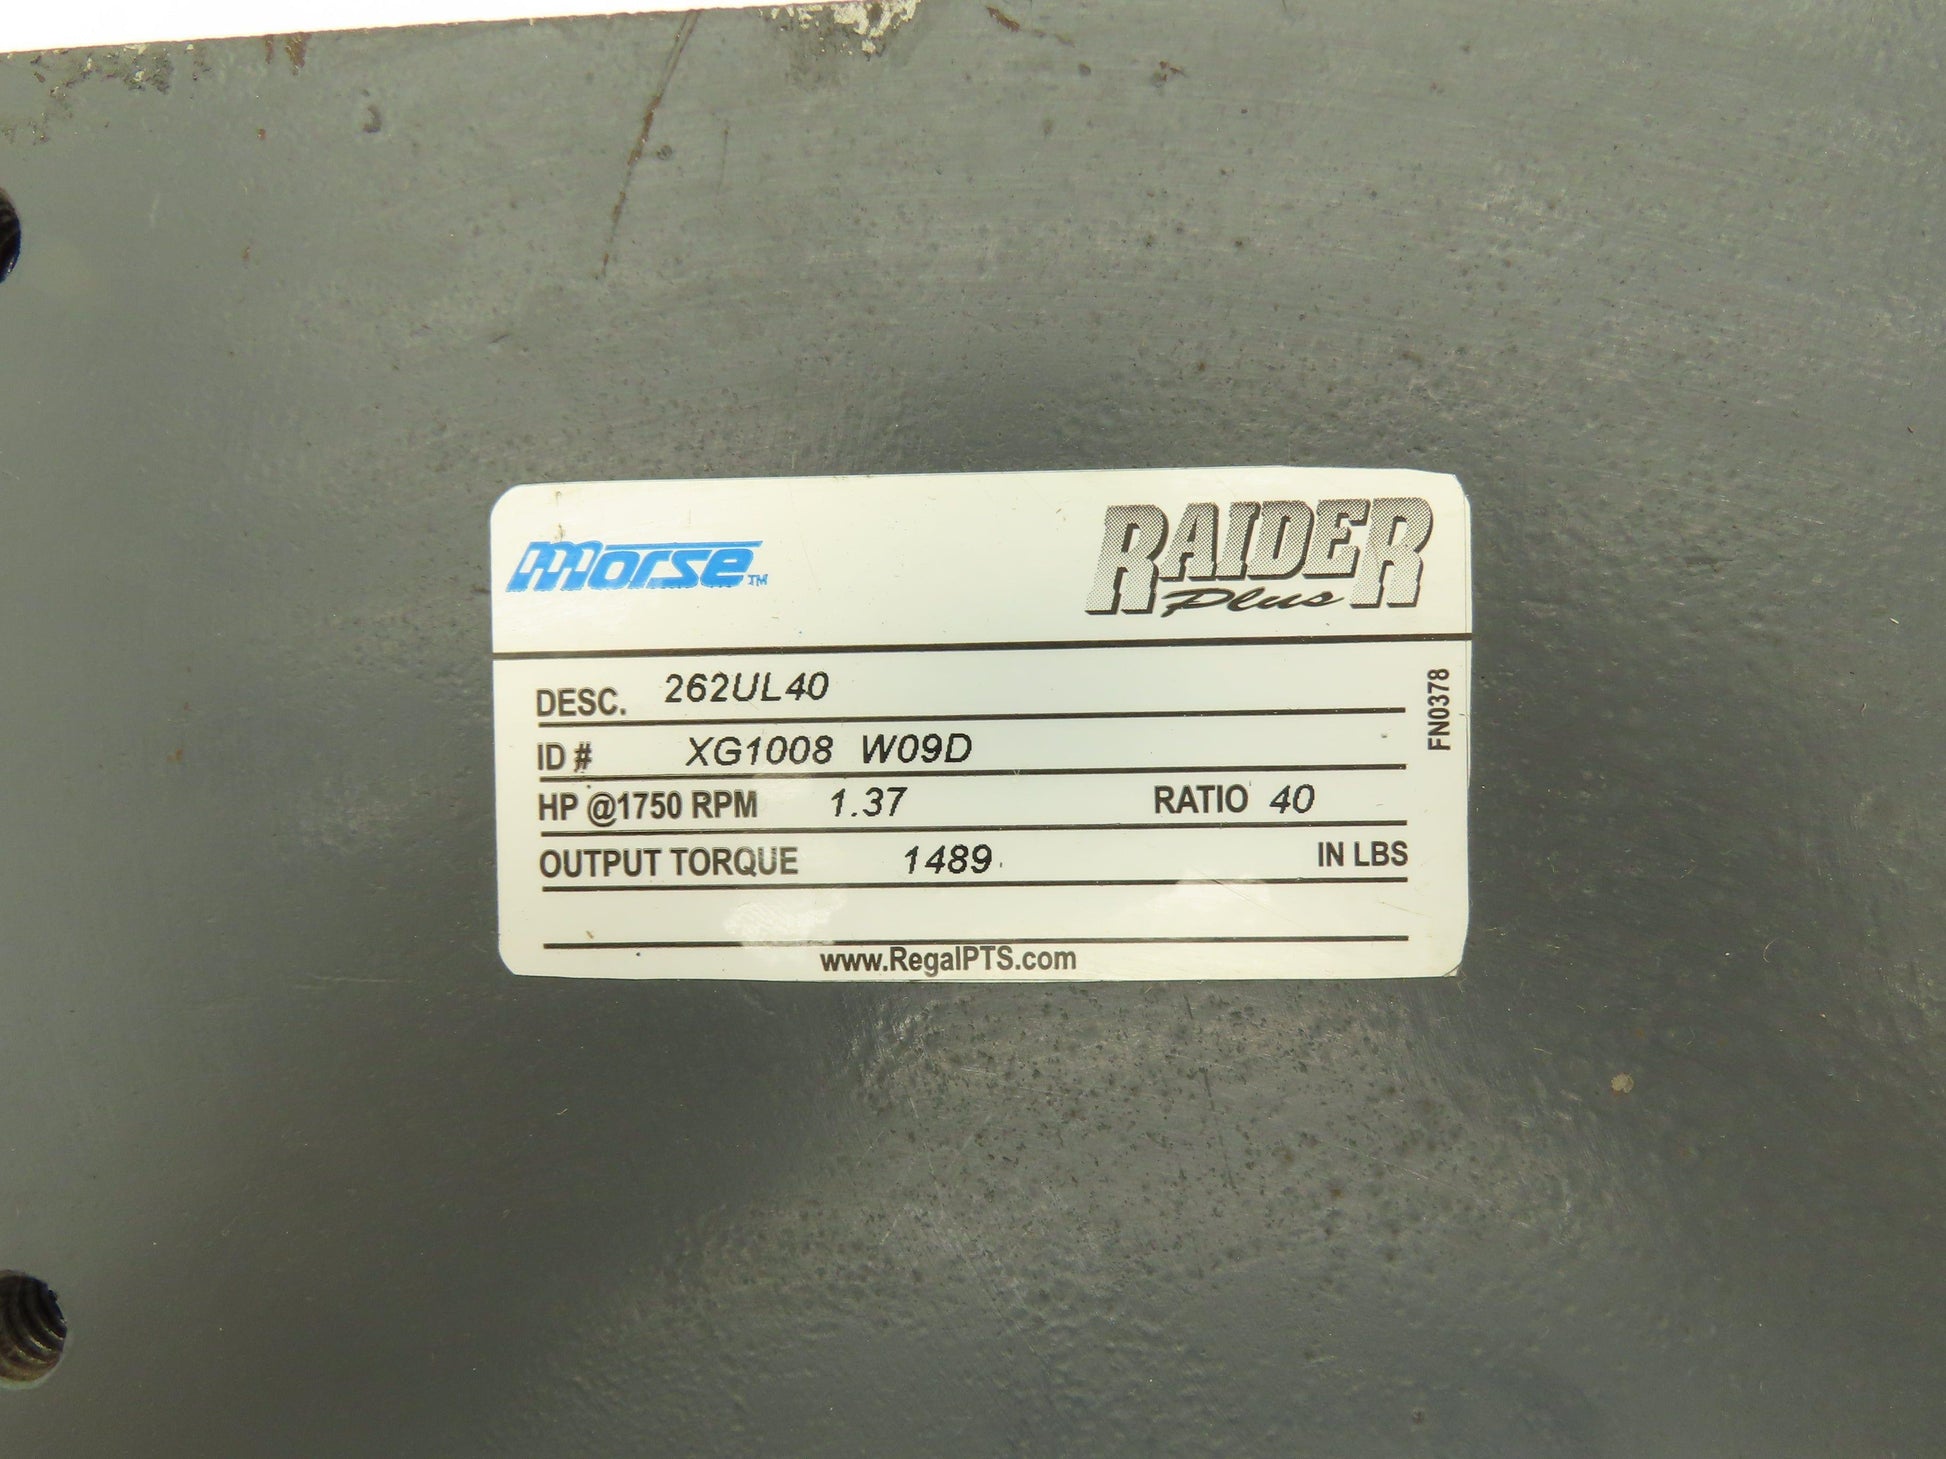 Morse™ RAIDER Plus
DESC. 262UL40
ID # XG1008 W09D
HP @1750 RPM 1.37 RATIO 40
OUTPUT TORQUE 1489. IN LBS
www.RegalPTS.com
FN0378